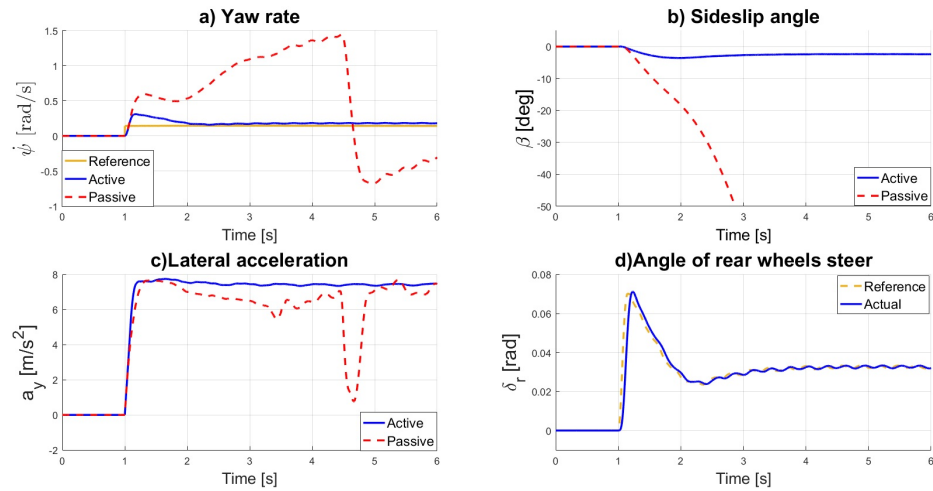 a) Yaw rate
1.5
1
0.5
0
-0.5
-1
ψ̇ [rad/s]
Reference
Active
Passive
0 1 2 3 4 5 6
Time [s]
b) Sideslip angle
0
-10
-20
-30
-40
-50
β [deg]
Active
Passive
0 1 2 3 4 5 6
Time [s]
c)Lateral acceleration
8
6
4
2
0
-2
a_y [m/s²]
Active
Passive
0 1 2 3 4 5 6
Time [s]
d)Angle of rear wheels steer
0.08
0.06
0.04
0.02
0
δ_r [rad]
Reference
Actual
0 1 2 3 4 5 6
Time [s]